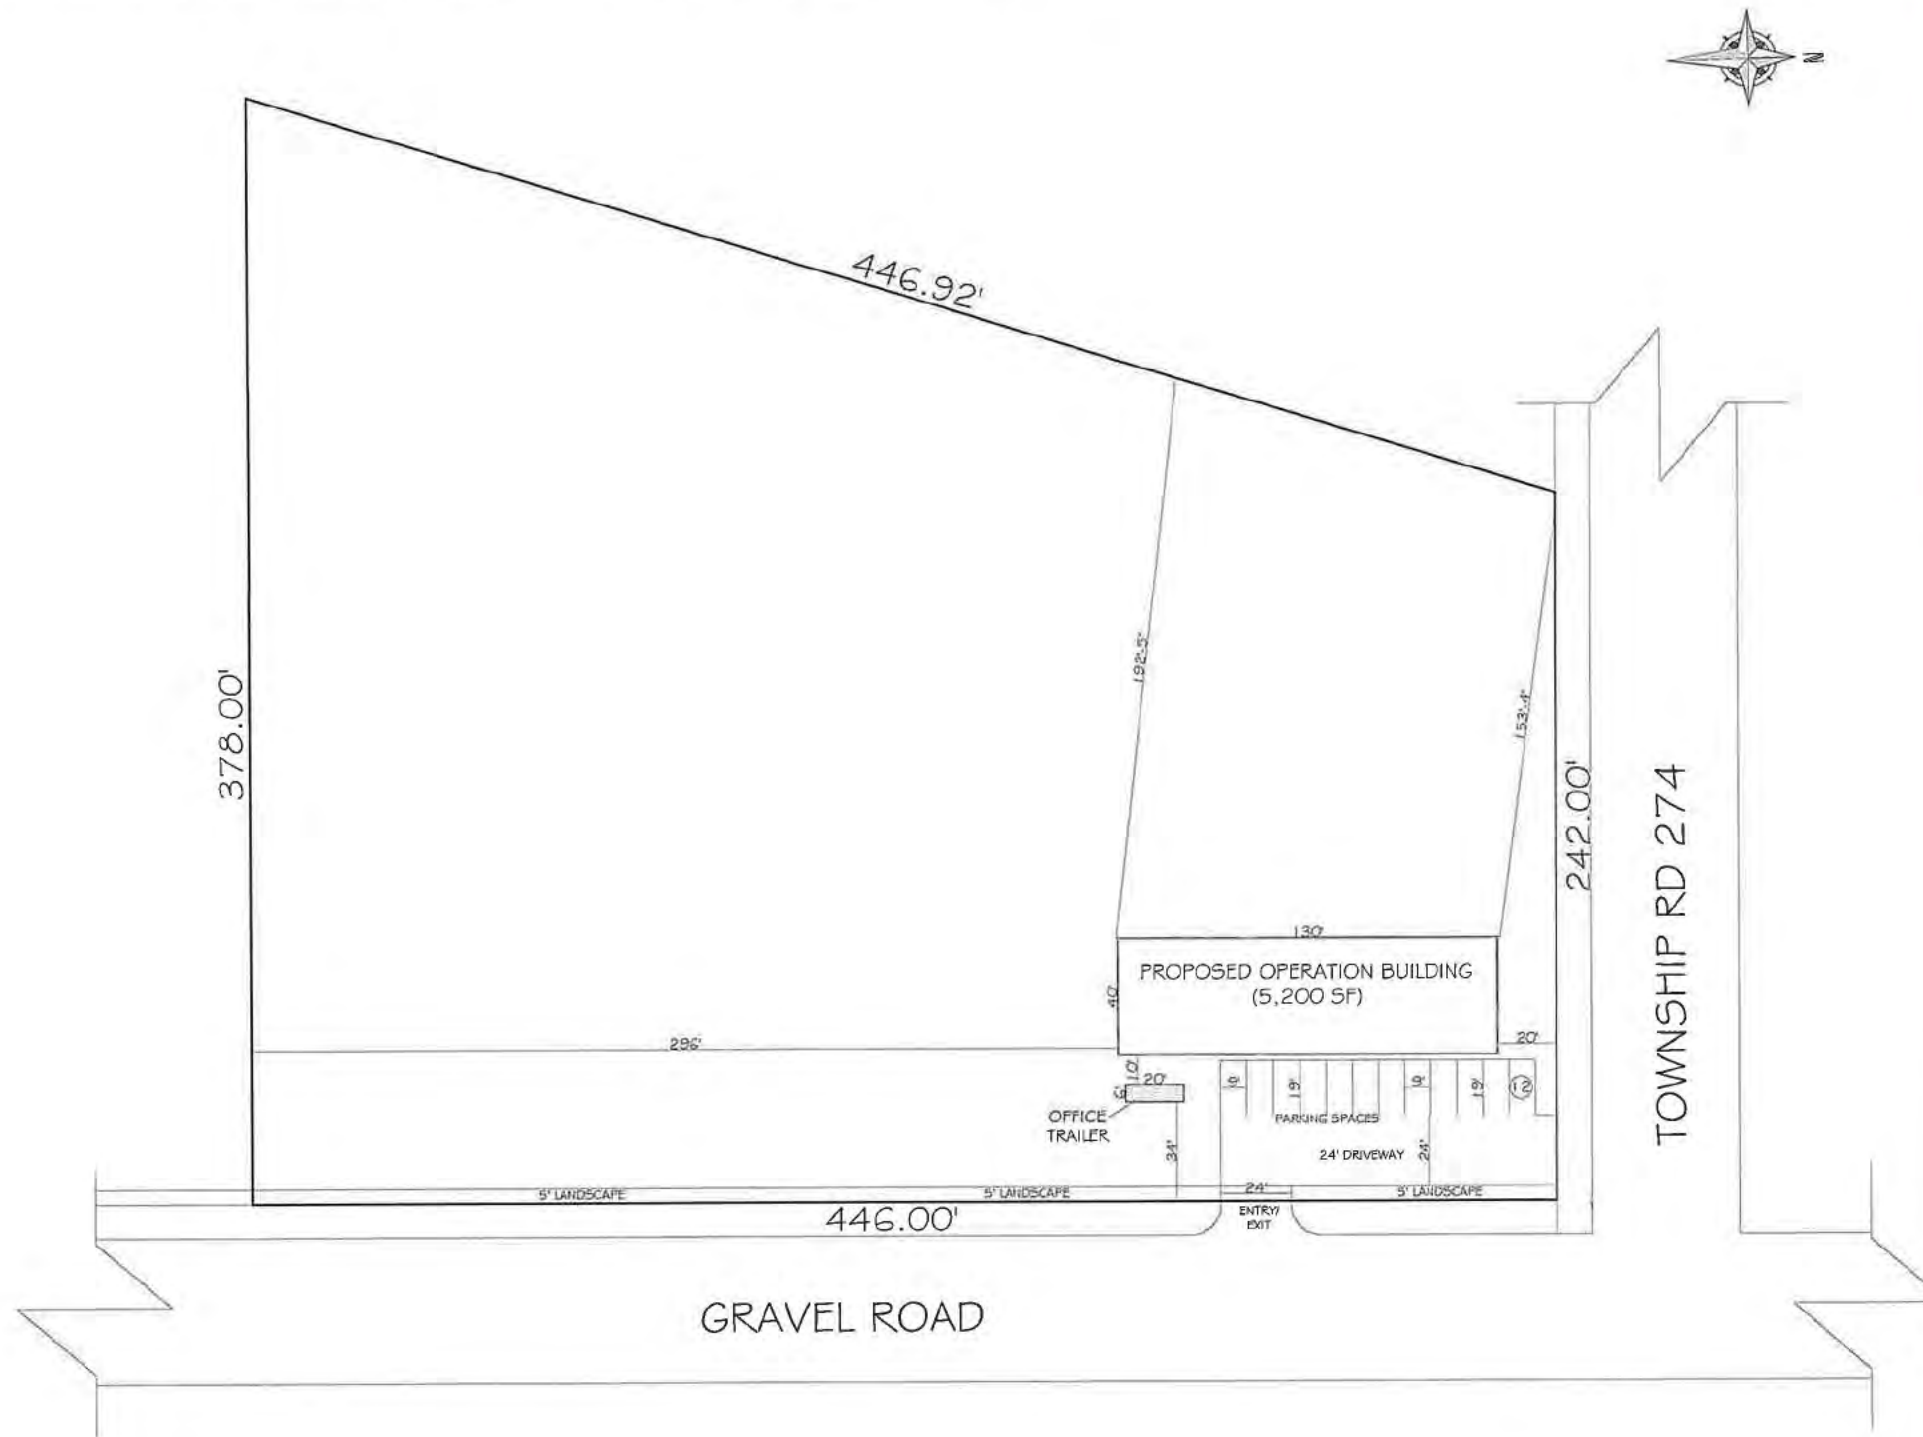 N
446.92'
378.00'
192'-5"
153'-4"
242.00'
TOWNSHIP RD 274
130'
PROPOSED OPERATION BUILDING
(5,200 SF)
40'
296'
20'
10'
20'
6'
OFFICE
TRAILER
34'
9'
19'
9'
19'
12
PARKING SPACES
24' DRIVEWAY
24'
5' LANDSCAPE
5' LANDSCAPE
24'
5' LANDSCAPE
446.00'
ENTRY/
EXIT
GRAVEL ROAD